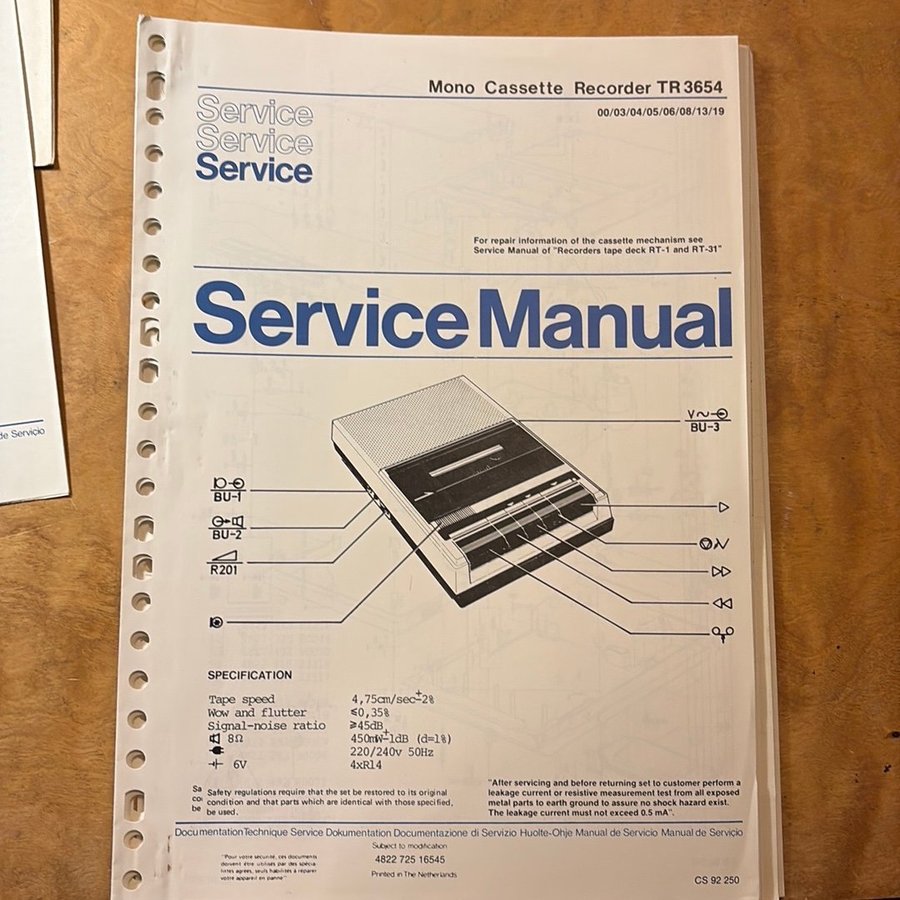 Mono Cassette Recorder TR 3654
00/03/04/05/06/08/13/19
Service
Service
Service
For repair information of the cassette mechanism see
Service Manual of "Recorders tape deck RT-1 and RT-31"
Service Manual
V
BU-3
BU-1
BU-2
R201
de Serviçio
SPECIFICATION
Tape speed 4,75cm/sec±2%
Wow and flutter ≤0,35%
Signal-noise ratio ≥45dB
8Ω 450mW-1dB (d=1%)
220/240v 50Hz
6V 4xR14
Sa
co
be
Safety regulations require that the set be restored to its original
condition and that parts which are identical with those specified,
be used.
"After servicing and before returning set to customer perform a
leakage current or resistive measurement test from all exposed
metal parts to earth ground to assure no shock hazard exist.
The leakage current must not exceed 0.5 mA".
Documentation Technique Service Dokumentation Documentazione di Servizio Huolto-Ohje Manual de Servicio Manual de Serviçio
Subject to modification
4822 725 16545
Printed in The Netherlands
"Pour votre sécurité, ces documents
doivent être utilisés par des spécia-
listes agréés, seuls habilités à réparer
votre appareil en panne"
CS 92 250